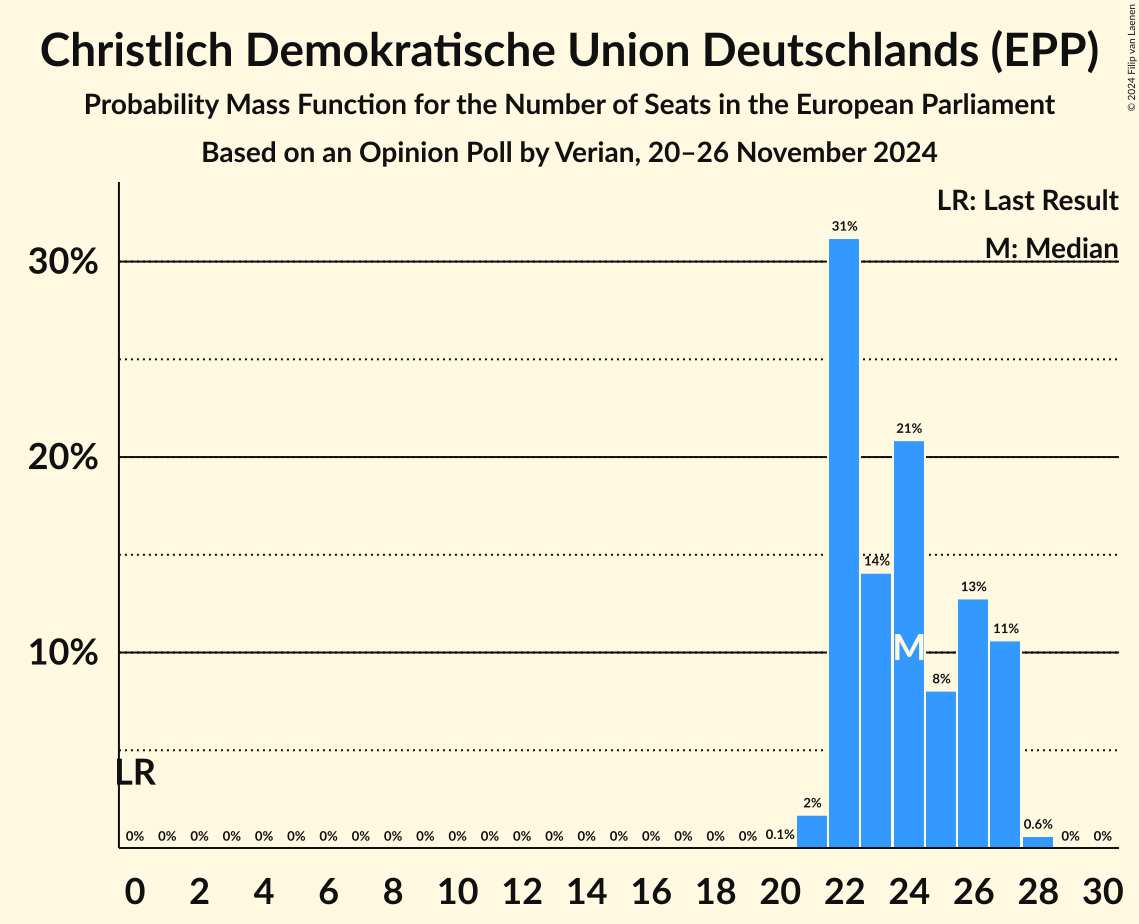 Christlich Demokratische Union Deutschlands (EPP)
Probability Mass Function for the Number of Seats in the European Parliament
Based on an Opinion Poll by Verian, 20–26 November 2024
© 2024 Filip van Laenen
LR: Last Result
M: Median
30%
20%
10%
31%
21%
14%
13%
11%
8%
M
LR
2%
0.6%
0% 0% 0% 0% 0% 0% 0% 0% 0% 0% 0% 0% 0% 0% 0% 0% 0% 0% 0% 0% 0.1% 0% 0%
0 2 4 6 8 10 12 14 16 18 20 22 24 26 28 30